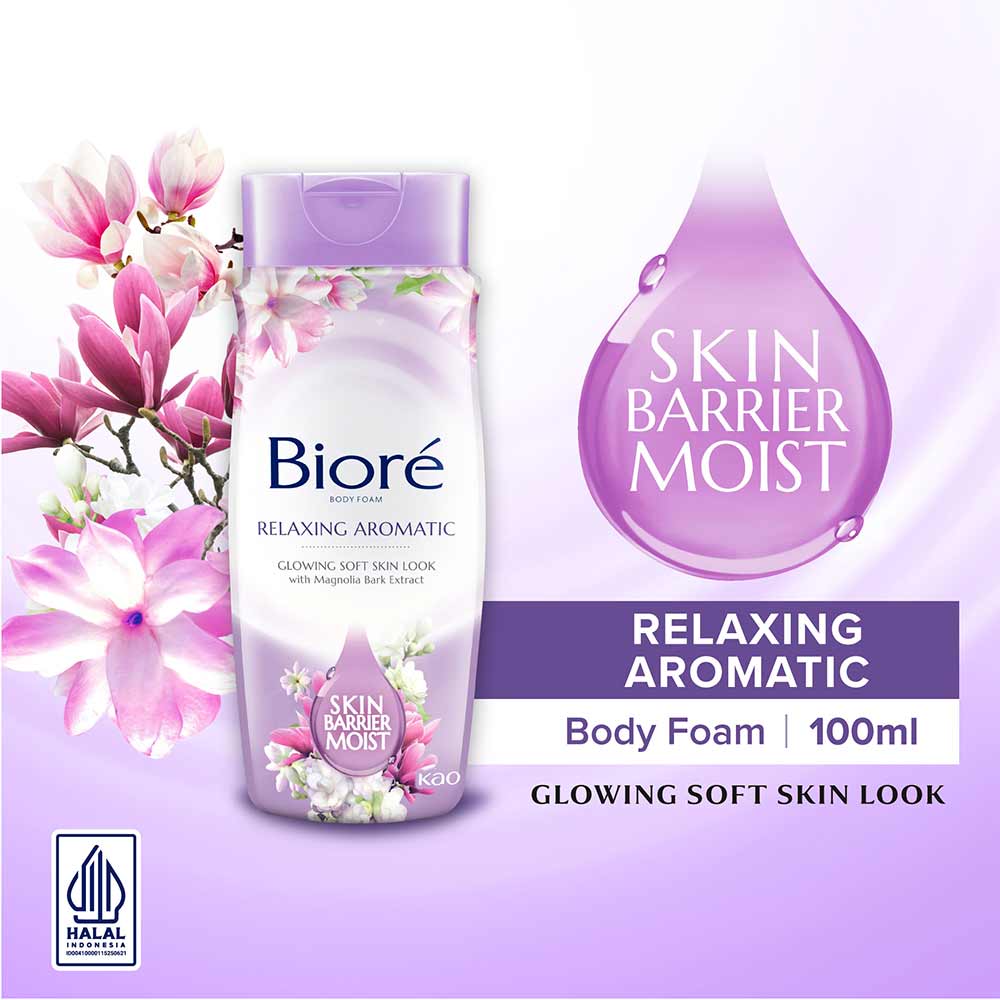 Bioré
BODY FOAM
RELAXING AROMATIC
GLOWING SOFT SKIN LOOK
with Magnolia Bark Extract
SKIN
BARRIER
MOIST
Kao
SKIN
BARRIER
MOIST
RELAXING
AROMATIC
Body Foam | 100ml
GLOWING SOFT SKIN LOOK
HALAL
INDONESIA
ID00410000115250621